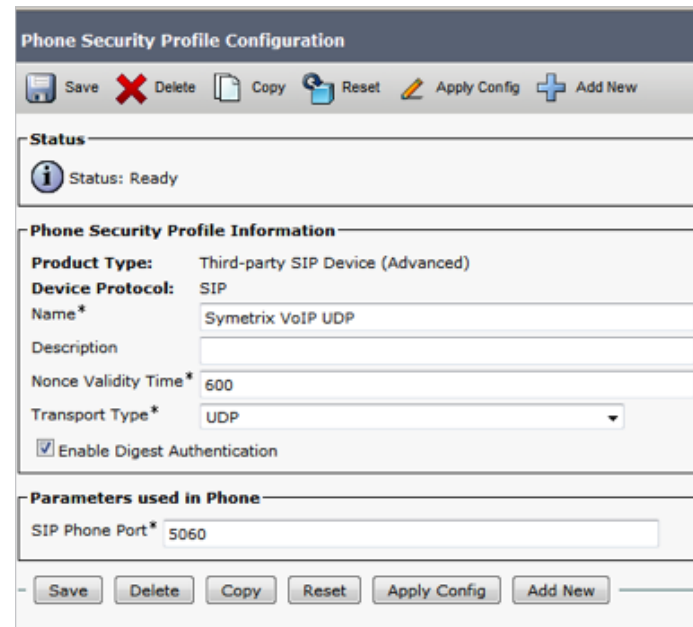 Phone Security Profile Configuration
Save Delete Copy Reset Apply Config Add New
Status
i Status: Ready
Phone Security Profile Information
Product Type: Third-party SIP Device (Advanced)
Device Protocol: SIP
Name* Symetrix VoIP UDP
Description
Nonce Validity Time* 600
Transport Type* UDP
Enable Digest Authentication
Parameters used in Phone
SIP Phone Port* 5060
Save Delete Copy Reset Apply Config Add New